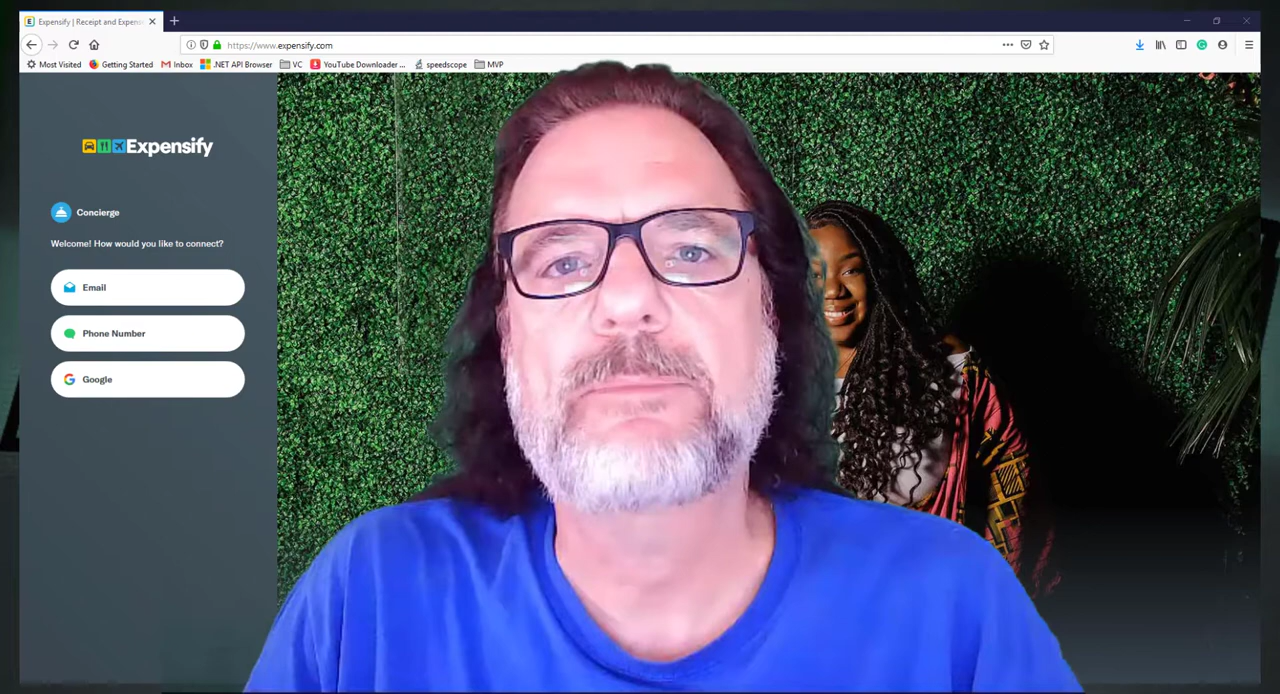 Expensify | Receipt and Expens
https://www.expensify.com
Most Visited Getting Started Inbox .NET API Browser VC YouTube Downloader ... speedscope MVP
Expensify
Concierge
Welcome! How would you like to connect?
Email
Phone Number
Google